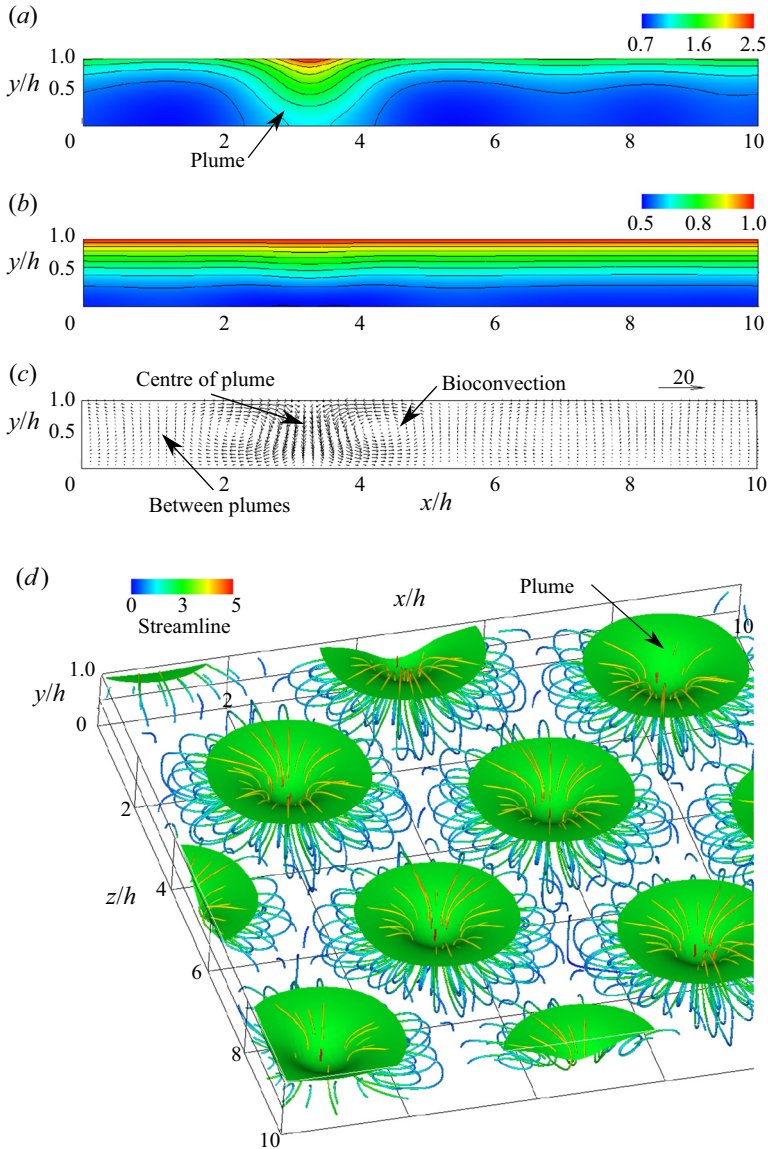 (a)
0.7 1.6 2.5
1.0
y/h 0.5
0 2 4 6 8 10
Plume
(b)
0.5 0.8 1.0
1.0
y/h 0.5
0 2 4 6 8 10
(c)
Centre of plume
Bioconvection
20
1.0
y/h 0.5
0 2 4 6 8 10
Between plumes
x/h
(d)
0 3 5
Streamline
x/h
Plume
10
1.0
y/h
0
2
2
4
z/h
6
8
10